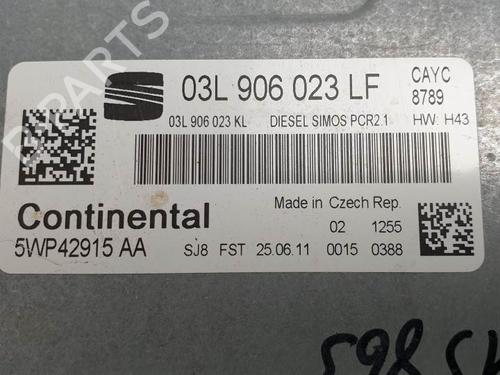 03L 906 023 LF
CAYC
8789
03L 906 023 KL DIESEL SIMOS PCR2.1 HW: H43
Continental
Made in Czech Rep.
02 1255
5WP42915 AA SJ8 FST 25.06.11 0015 0388
B-PARTS